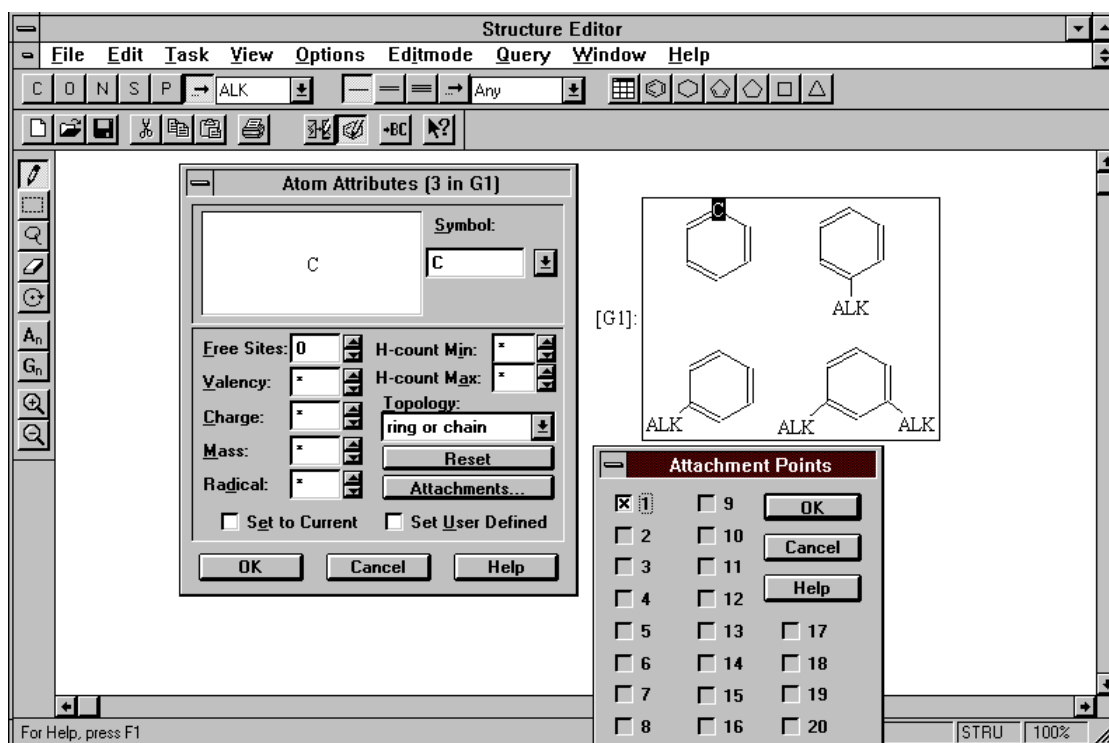 Structure Editor
File Edit Task View Options Editmode Query Window Help
C O N S P ALK Any
BC ?
Atom Attributes (3 in G1)
C
Symbol:
C
Free Sites: 0
Valency: *
Charge: *
Mass: *
Radical: *
H-count Min: *
H-count Max: *
Topology:
ring or chain
Reset
Attachments...
Set to Current
Set User Defined
OK Cancel Help
An
Gn
[G1]:
C
ALK
ALK
ALK ALK
Attachment Points
1 9 OK
2 10 Cancel
3 11
4 12 Help
5 13 17
6 14 18
7 15 19
8 16 20
For Help, press F1 STRU 100%